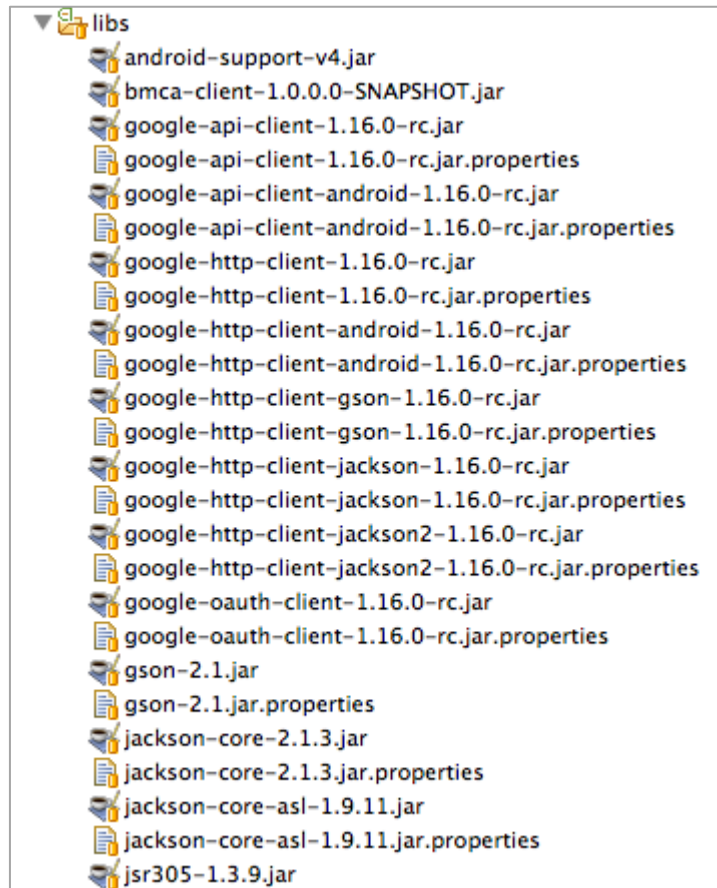 libs
android-support-v4.jar
bmca-client-1.0.0.0-SNAPSHOT.jar
google-api-client-1.16.0-rc.jar
google-api-client-1.16.0-rc.jar.properties
google-api-client-android-1.16.0-rc.jar
google-api-client-android-1.16.0-rc.jar.properties
google-http-client-1.16.0-rc.jar
google-http-client-1.16.0-rc.jar.properties
google-http-client-android-1.16.0-rc.jar
google-http-client-android-1.16.0-rc.jar.properties
google-http-client-gson-1.16.0-rc.jar
google-http-client-gson-1.16.0-rc.jar.properties
google-http-client-jackson-1.16.0-rc.jar
google-http-client-jackson-1.16.0-rc.jar.properties
google-http-client-jackson2-1.16.0-rc.jar
google-http-client-jackson2-1.16.0-rc.jar.properties
google-oauth-client-1.16.0-rc.jar
google-oauth-client-1.16.0-rc.jar.properties
gson-2.1.jar
gson-2.1.jar.properties
jackson-core-2.1.3.jar
jackson-core-2.1.3.jar.properties
jackson-core-asl-1.9.11.jar
jackson-core-asl-1.9.11.jar.properties
jsr305-1.3.9.jar